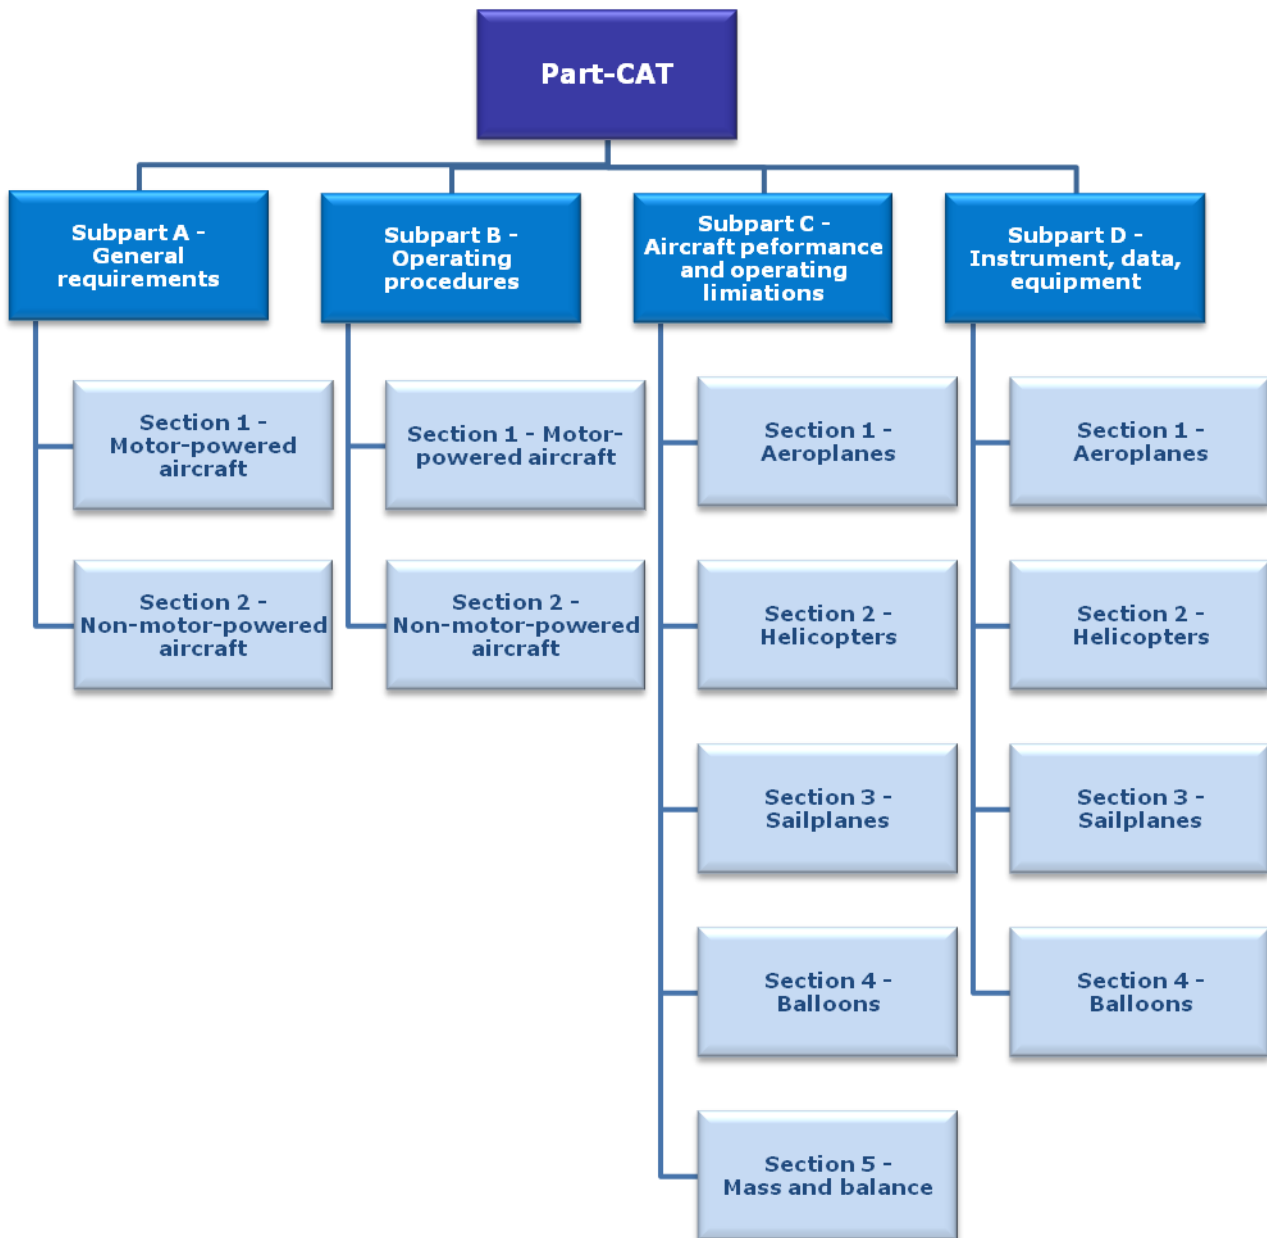 Part-CAT
Subpart A -
General
requirements
Subpart B -
Operating
procedures
Subpart C -
Aircraft peformance
and operating
limiations
Subpart D -
Instrument, data,
equipment
Section 1 -
Motor-powered
aircraft
Section 2 -
Non-motor-powered
aircraft
Section 1 - Motor-
powered aircraft
Section 2 -
Non-motor-powered
aircraft
Section 1 -
Aeroplanes
Section 2 -
Helicopters
Section 3 -
Sailplanes
Section 4 -
Balloons
Section 5 -
Mass and balance
Section 1 -
Aeroplanes
Section 2 -
Helicopters
Section 3 -
Sailplanes
Section 4 -
Balloons